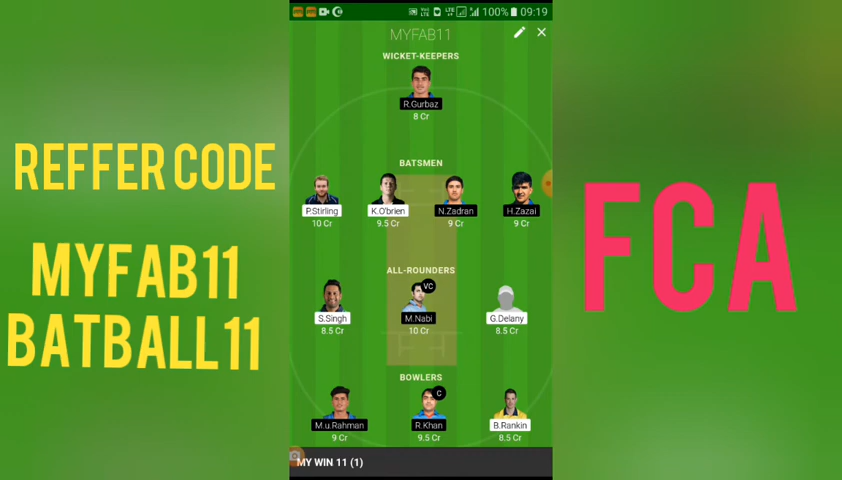 100% 09:19
MYFAB11
WICKET-KEEPERS
R.Gurbaz
8 Cr
BATSMEN
P.Stirling K.O'brien N.Zadran H.Zazai
10 Cr 9.5 Cr 9 Cr 9 Cr
ALL-ROUNDERS
VC
S.Singh M.Nabi G.Delany
8.5 Cr 10 Cr 8.5 Cr
BOWLERS
C
M.u.Rahman R.Khan B.Rankin
9 Cr 9.5 Cr 8.5 Cr
MY WIN 11 (1)
REFFER CODE
MYFAB11
BATBALL 11
FCA